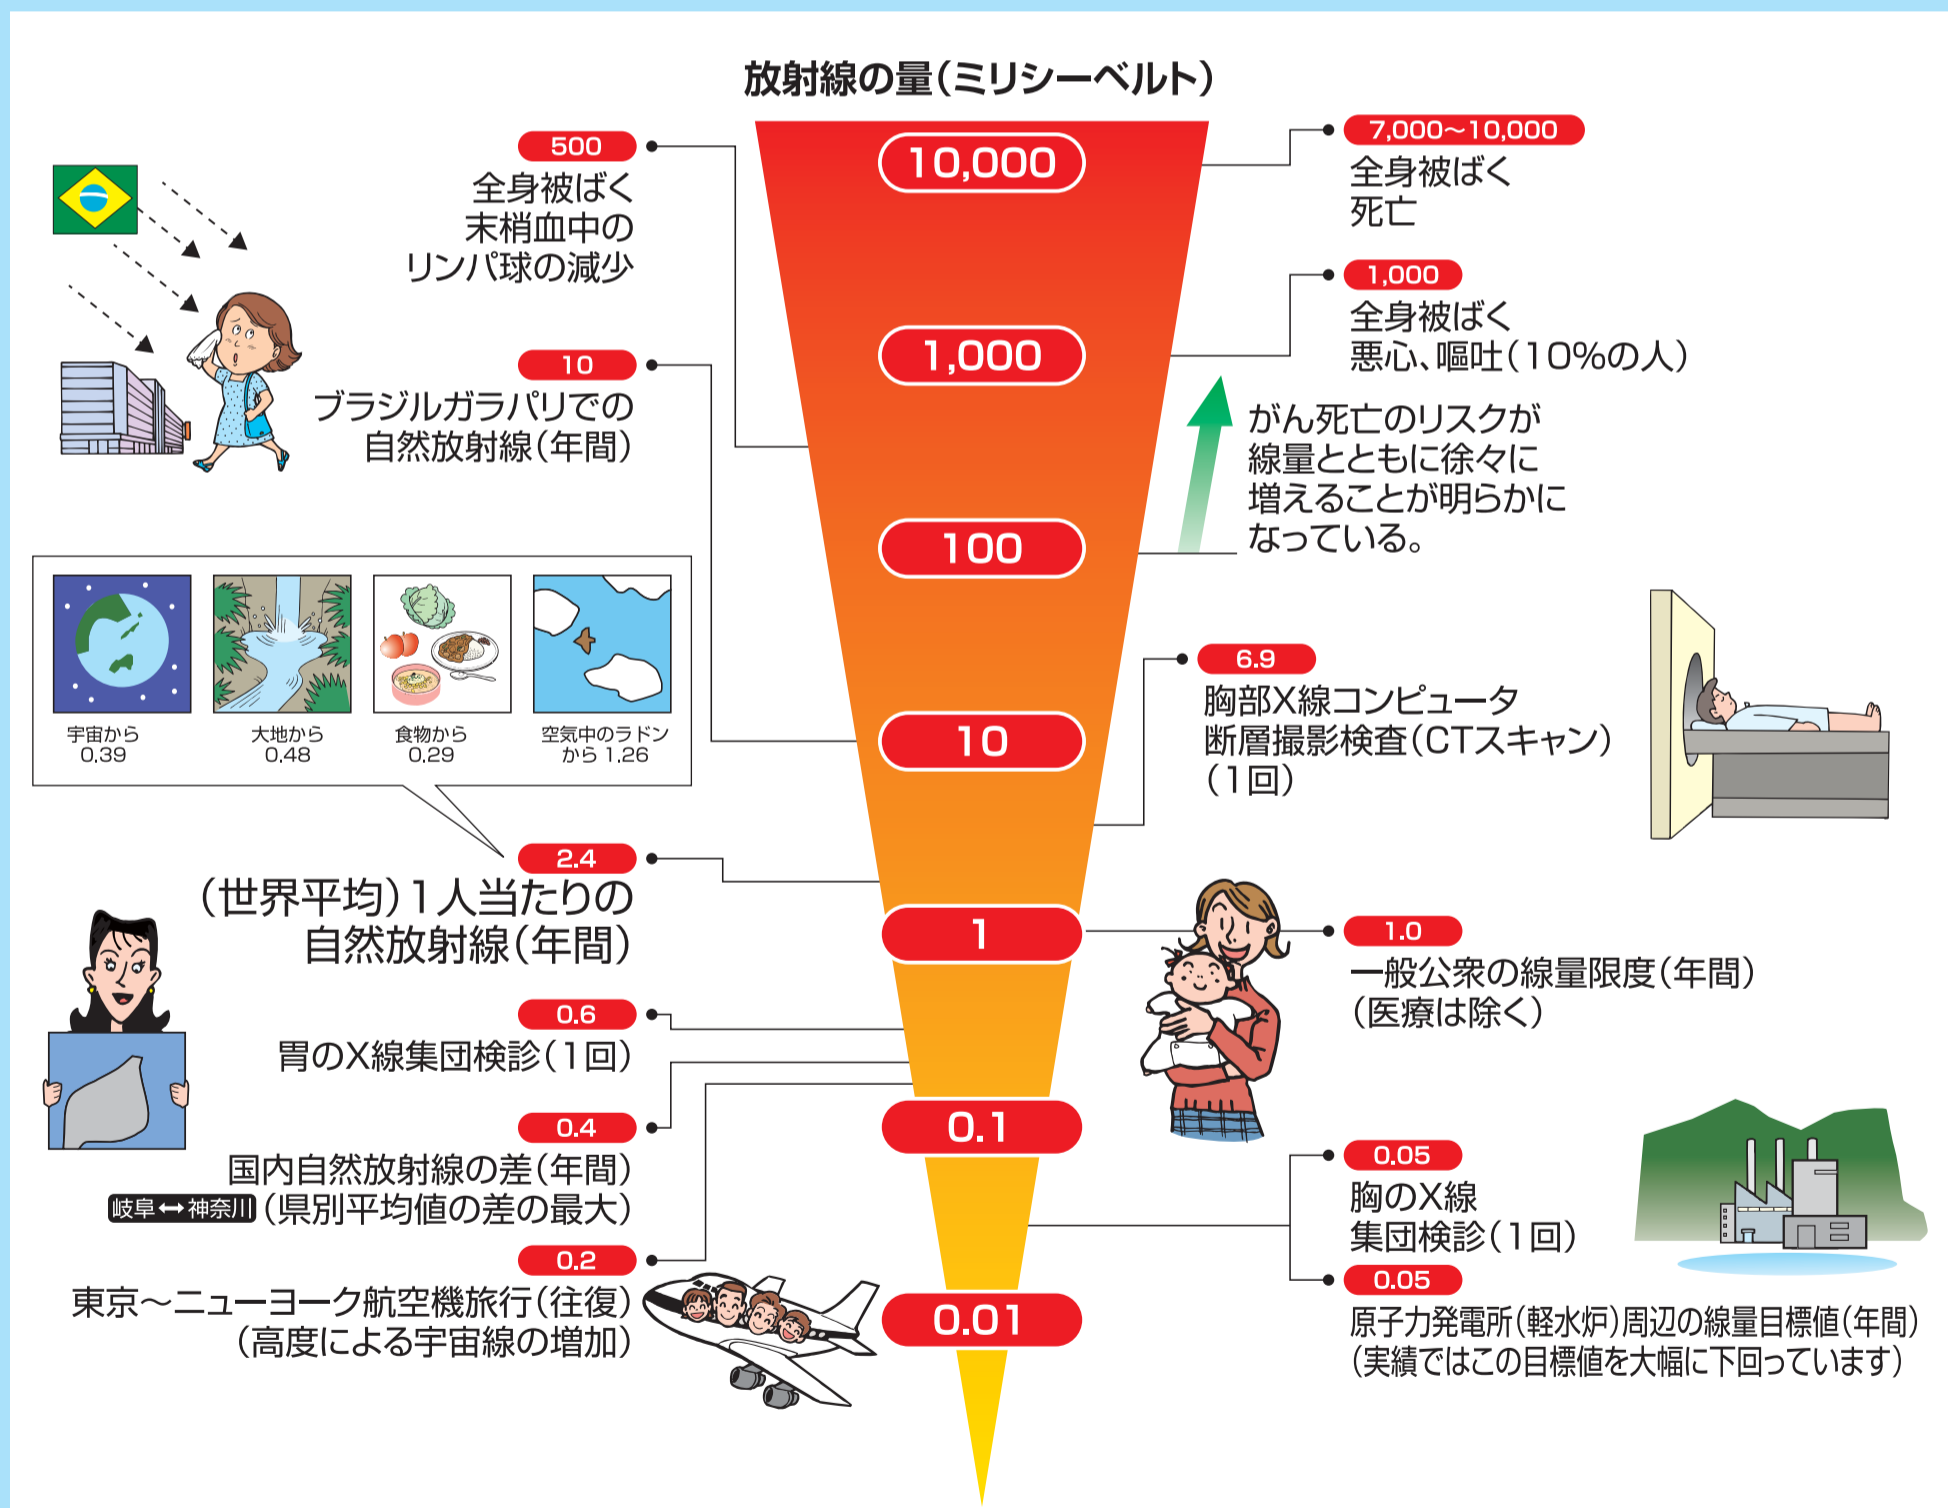 放射線の量(ミリシーベルト)
10,000
1,000
100
10
1
0.1
0.01
500
全身被ばく
末梢血中の
リンパ球の減少
10
ブラジルガラパリでの
自然放射線(年間)
宇宙から
0.39
大地から
0.48
食物から
0.29
空気中のラドン
から 1.26
2.4
(世界平均)1人当たりの
自然放射線(年間)
0.6
胃のX線集団検診(1回)
0.4
国内自然放射線の差(年間)
岐阜↔神奈川 (県別平均値の差の最大)
0.2
東京〜ニューヨーク航空機旅行(往復)
(高度による宇宙線の増加)
7,000〜10,000
全身被ばく
死亡
1,000
全身被ばく
悪心、嘔吐(10%の人)
がん死亡のリスクが
線量とともに徐々に
増えることが明らかに
なっている。
6.9
胸部X線コンピュータ
断層撮影検査(CTスキャン)
(1回)
1.0
一般公衆の線量限度(年間)
(医療は除く)
0.05
胸のX線
集団検診(1回)
0.05
原子力発電所(軽水炉)周辺の線量目標値(年間)
(実績ではこの目標値を大幅に下回っています)